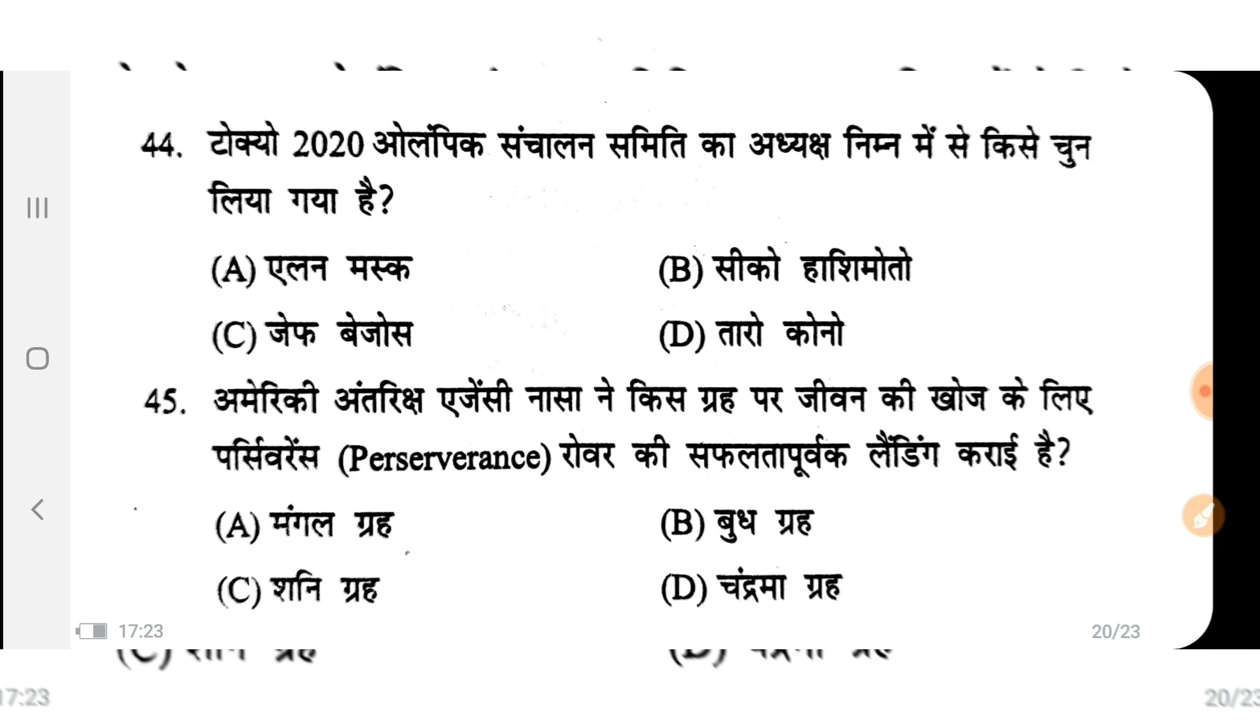 44. टोक्यो 2020 ओलंपिक संचालन समिति का अध्यक्ष निम्न में से किसे चुन
लिया गया है?
(A) एलन मस्क (B) सीको हाशिमोतो
(C) जेफ बेजोस (D) तारो कोनो
45. अमेरिकी अंतरिक्ष एजेंसी नासा ने किस ग्रह पर जीवन की खोज के लिए
पर्सिवरेंस (Perserverance) रोवर की सफलतापूर्वक लैंडिंग कराई है?
(A) मंगल ग्रह (B) बुध ग्रह
(C) शनि ग्रह (D) चंद्रमा ग्रह
17:23 20/23
17:23 20/23